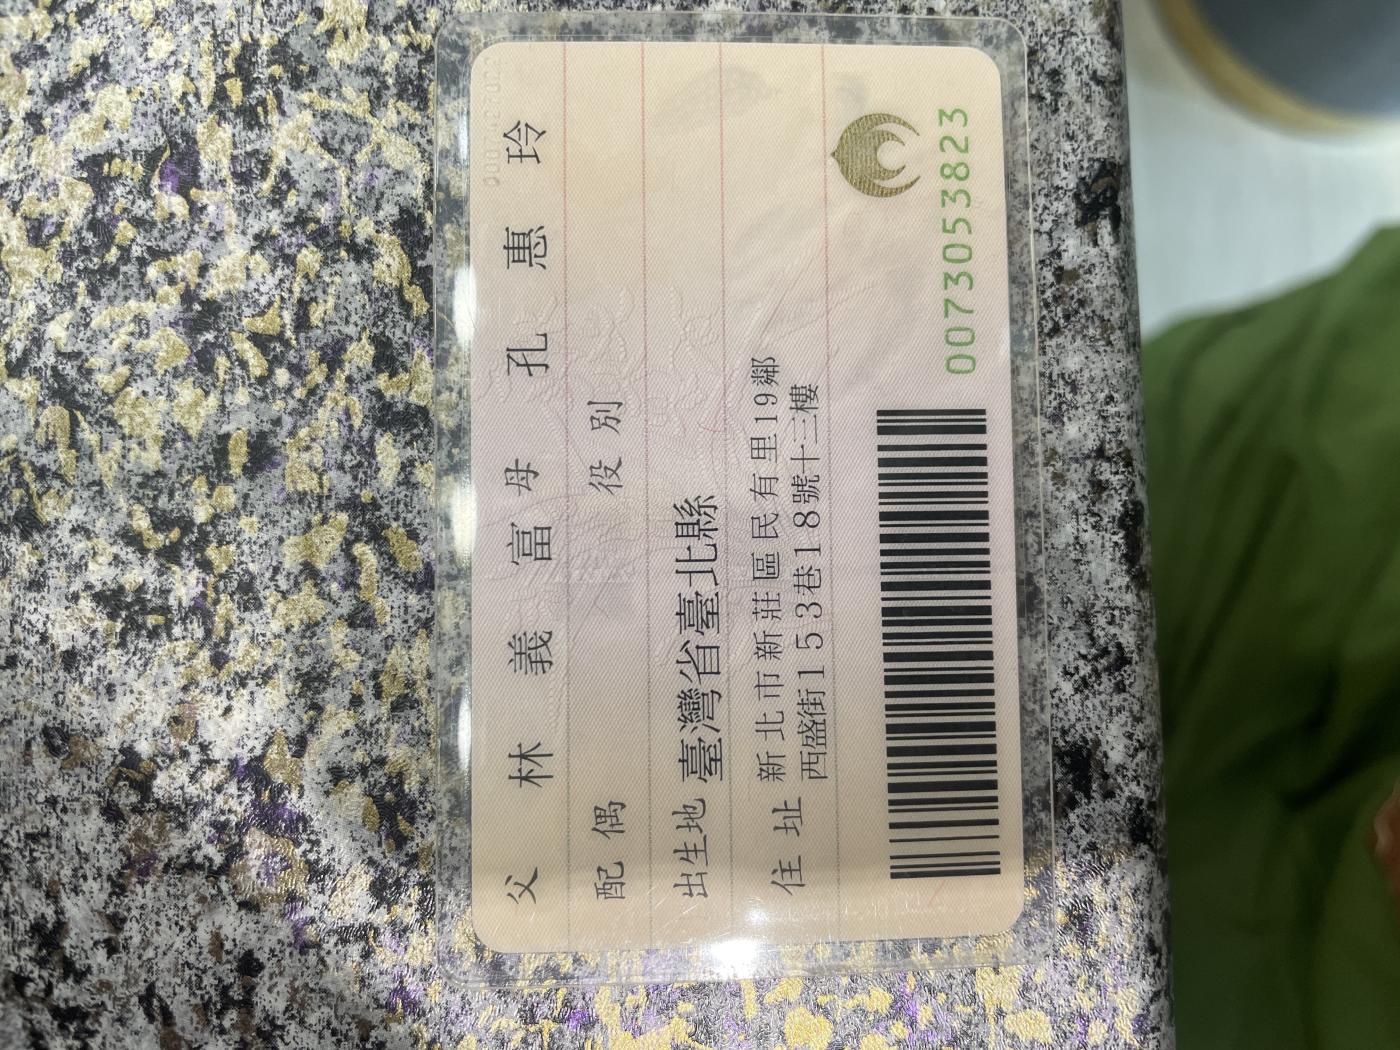 父 林義富 母 孔惠玲
配偶 役別
出生地 臺灣省臺北縣
住址 新北市新莊區民有里19鄰
西盛街153巷18號十三樓
0073053823